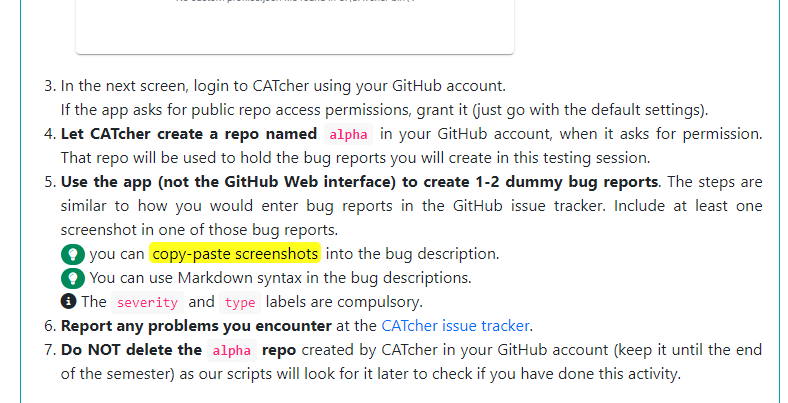 3. In the next screen, login to CATcher using your GitHub account.
If the app asks for public repo access permissions, grant it (just go with the default settings).
4. Let CATcher create a repo named alpha in your GitHub account, when it asks for permission.
That repo will be used to hold the bug reports you will create in this testing session.
5. Use the app (not the GitHub Web interface) to create 1-2 dummy bug reports. The steps are
similar to how you would enter bug reports in the GitHub issue tracker. Include at least one
screenshot in one of those bug reports.
you can copy-paste screenshots into the bug description.
You can use Markdown syntax in the bug descriptions.
The severity and type labels are compulsory.
6. Report any problems you encounter at the CATcher issue tracker.
7. Do NOT delete the alpha repo created by CATcher in your GitHub account (keep it until the end
of the semester) as our scripts will look for it later to check if you have done this activity.